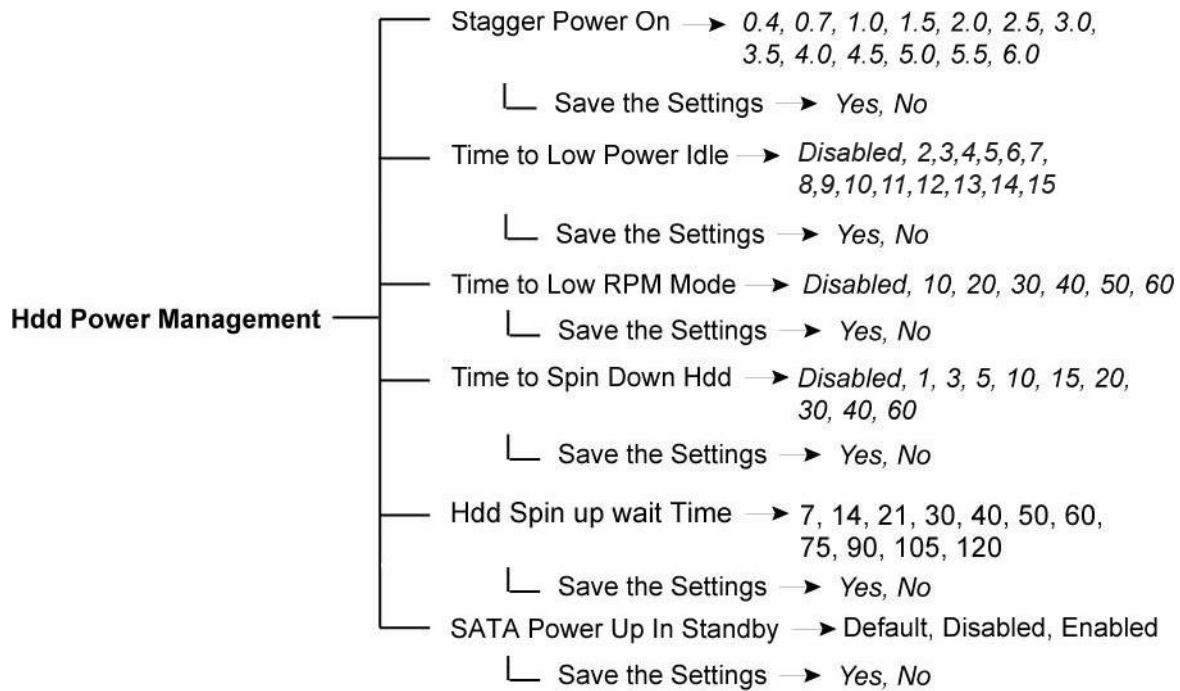 Stagger Power On → 0.4, 0.7, 1.0, 1.5, 2.0, 2.5, 3.0,
3.5, 4.0, 4.5, 5.0, 5.5, 6.0
Save the Settings → Yes, No
Time to Low Power Idle → Disabled, 2,3,4,5,6,7,
8,9,10,11,12,13,14,15
Save the Settings → Yes, No
Time to Low RPM Mode → Disabled, 10, 20, 30, 40, 50, 60
Hdd Power Management
Save the Settings → Yes, No
Time to Spin Down Hdd → Disabled, 1, 3, 5, 10, 15, 20,
30, 40, 60
Save the Settings → Yes, No
Hdd Spin up wait Time → 7, 14, 21, 30, 40, 50, 60,
75, 90, 105, 120
Save the Settings → Yes, No
SATA Power Up In Standby → Default, Disabled, Enabled
Save the Settings → Yes, No